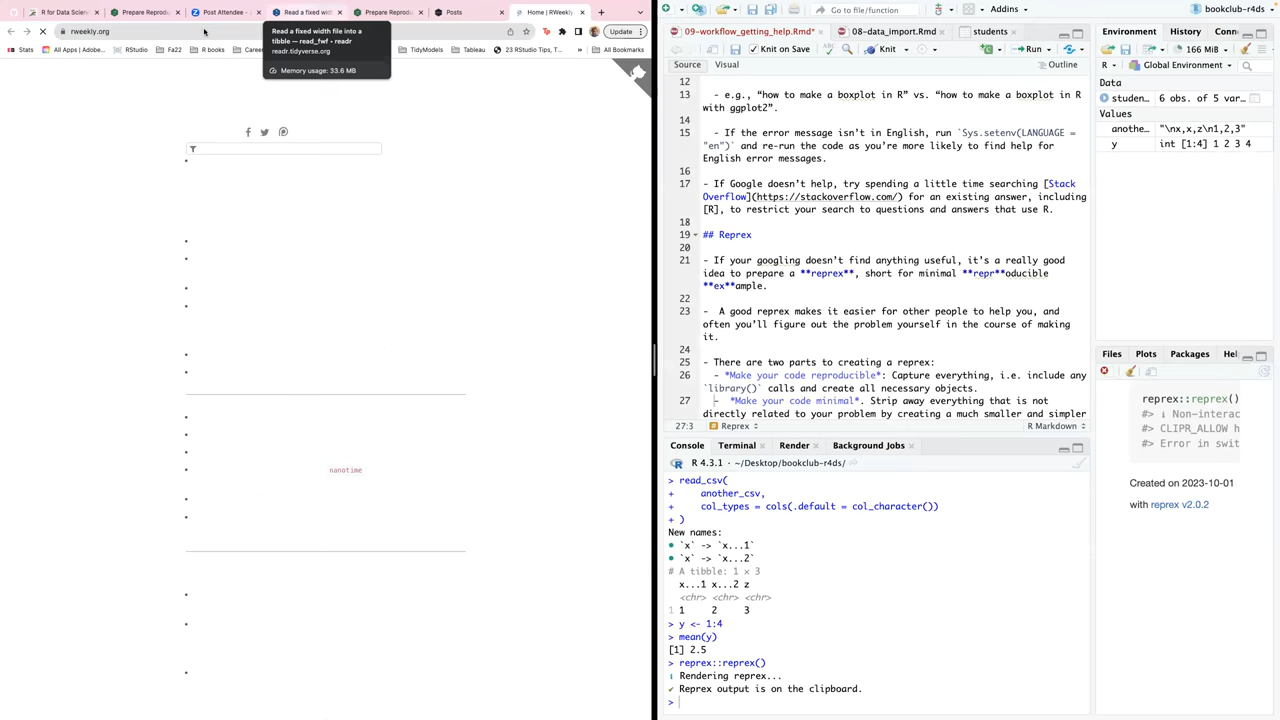 R for Data Scien
Prepare Reprodu
Post Attendee -
Read a fixed width
Prepare Reprodu
Posts
Home | RWeekly
rweekly.org
Update
All Appl
Adobe
RStudio
Fa22
R books
Caree
TidyModels
Tableau
23 RStudio Tips, T...
All Bookmarks
Read a fixed width file into a
tibble — read_fwf • readr
readr.tidyverse.org
Memory usage: 33.6 MB
nanotime
Go to file/function
Addins
bookclub-r4ds
09-workflow_getting_help.Rmd*
08-data_import.Rmd
students
Knit on Save
Knit
Run
Source
Visual
Outline
12
13 - e.g., “how to make a boxplot in R” vs. “how to make a boxplot in R
with ggplot2”.
14
15 - If the error message isn’t in English, run `Sys.setenv(LANGUAGE =
"en")` and re-run the code as you’re more likely to find help for
English error messages.
16
17 - If Google doesn’t help, try spending a little time searching [Stack
Overflow](https://stackoverflow.com/) for an existing answer, including
[R], to restrict your search to questions and answers that use R.
18
19 ## Reprex
20
21 - If your googling doesn’t find anything useful, it’s a really good
idea to prepare a **reprex**, short for minimal **repr**oducible
**ex**ample.
22
23 - A good reprex makes it easier for other people to help you, and
often you’ll figure out the problem yourself in the course of making
it.
24
25 - There are two parts to creating a reprex:
26 - *Make your code reproducible*: Capture everything, i.e. include any
`library()` calls and create all necessary objects.
27 - *Make your code minimal*. Strip away everything that is not
directly related to your problem by creating a much smaller and simpler
27:3
Reprex
R Markdown
Console
Terminal
Render
Background Jobs
R 4.3.1 · ~/Desktop/bookclub-r4ds/
> read_csv(
+ another_csv,
+ col_types = cols(.default = col_character())
+ )
New names:
• `x` -> `x...1`
• `x` -> `x...2`
# A tibble: 1 × 3
x...1 x...2 z
<chr> <chr> <chr>
1 1 2 3
> y <- 1:4
> mean(y)
[1] 2.5
> reprex::reprex()
ℹ Rendering reprex...
✔ Reprex output is on the clipboard.
>
Environment
History
Conn
166 MiB
R
Global Environment
Data
studen… 6 obs. of 5 var…
Values
anothe… "\nx,x,z\n1,2,3"
y int [1:4] 1 2 3 4
Files
Plots
Packages
Hel
reprex::reprex()
#> ℹ Non-interac
#> CLIPR_ALLOW h
#> Error in swit
Created on 2023-10-01
with reprex v2.0.2